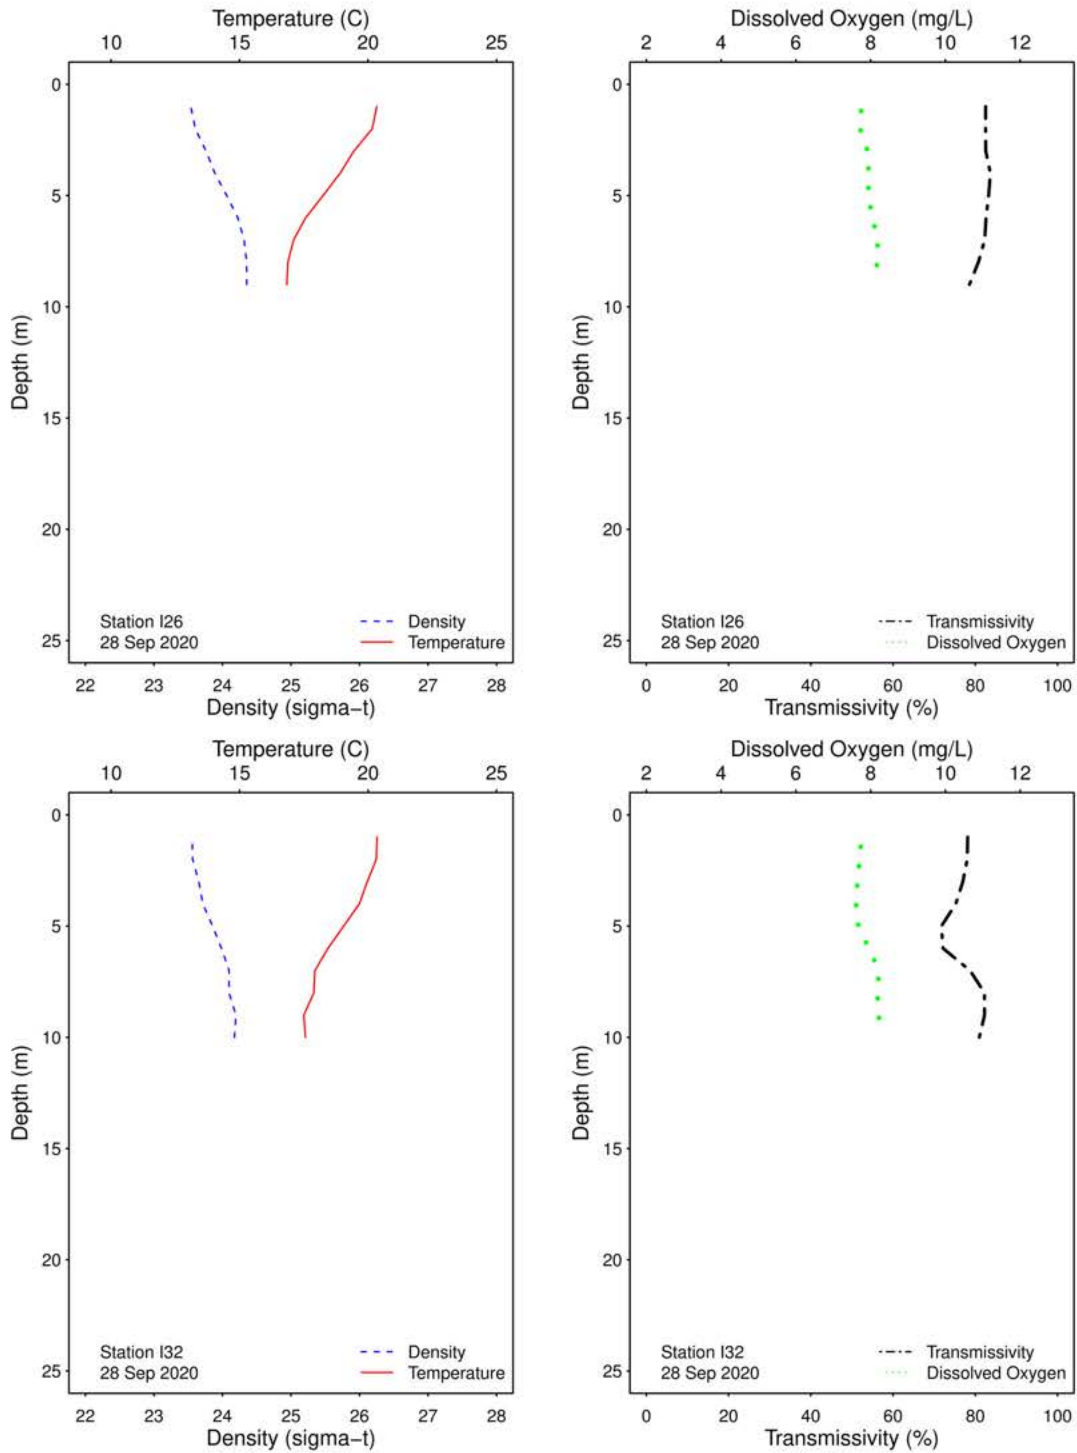 Temperature (C)
10 15 20 25
0
5
10
15
20
25
Depth (m)
Station I26
28 Sep 2020
Density
Temperature
22 23 24 25 26 27 28
Density (sigma−t)
Dissolved Oxygen (mg/L)
2 4 6 8 10 12
0
5
10
15
20
25
Depth (m)
Station I26
28 Sep 2020
Transmissivity
Dissolved Oxygen
0 20 40 60 80 100
Transmissivity (%)
Temperature (C)
10 15 20 25
0
5
10
15
20
25
Depth (m)
Station I32
28 Sep 2020
Density
Temperature
22 23 24 25 26 27 28
Density (sigma−t)
Dissolved Oxygen (mg/L)
2 4 6 8 10 12
0
5
10
15
20
25
Depth (m)
Station I32
28 Sep 2020
Transmissivity
Dissolved Oxygen
0 20 40 60 80 100
Transmissivity (%)